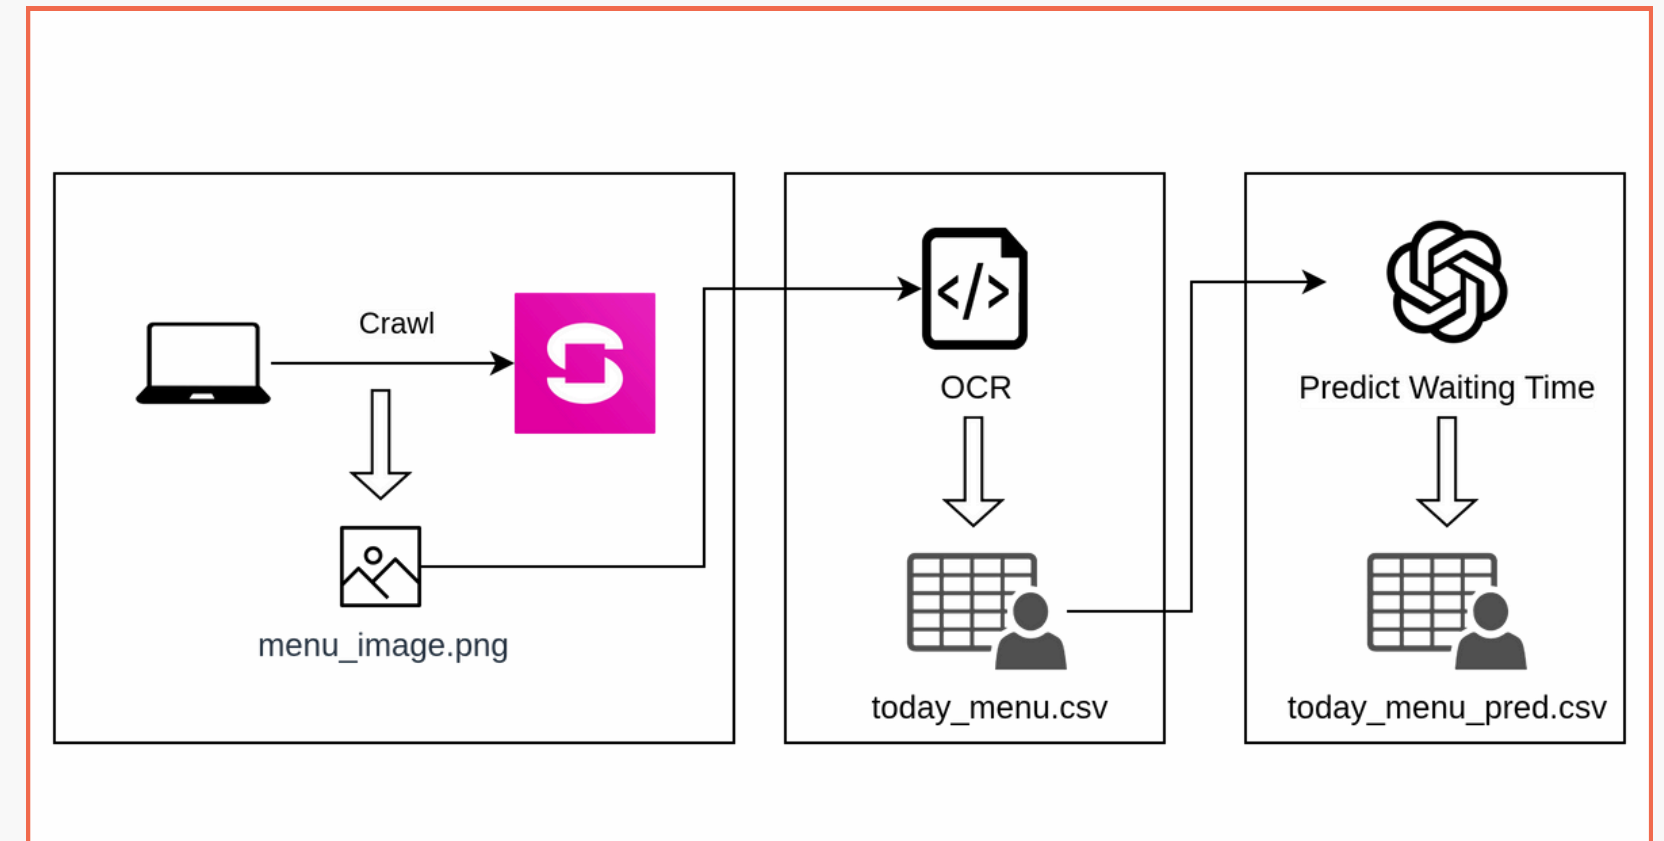 Crawl
menu_image.png
</>
OCR
today_menu.csv
Predict Waiting Time
today_menu_pred.csv